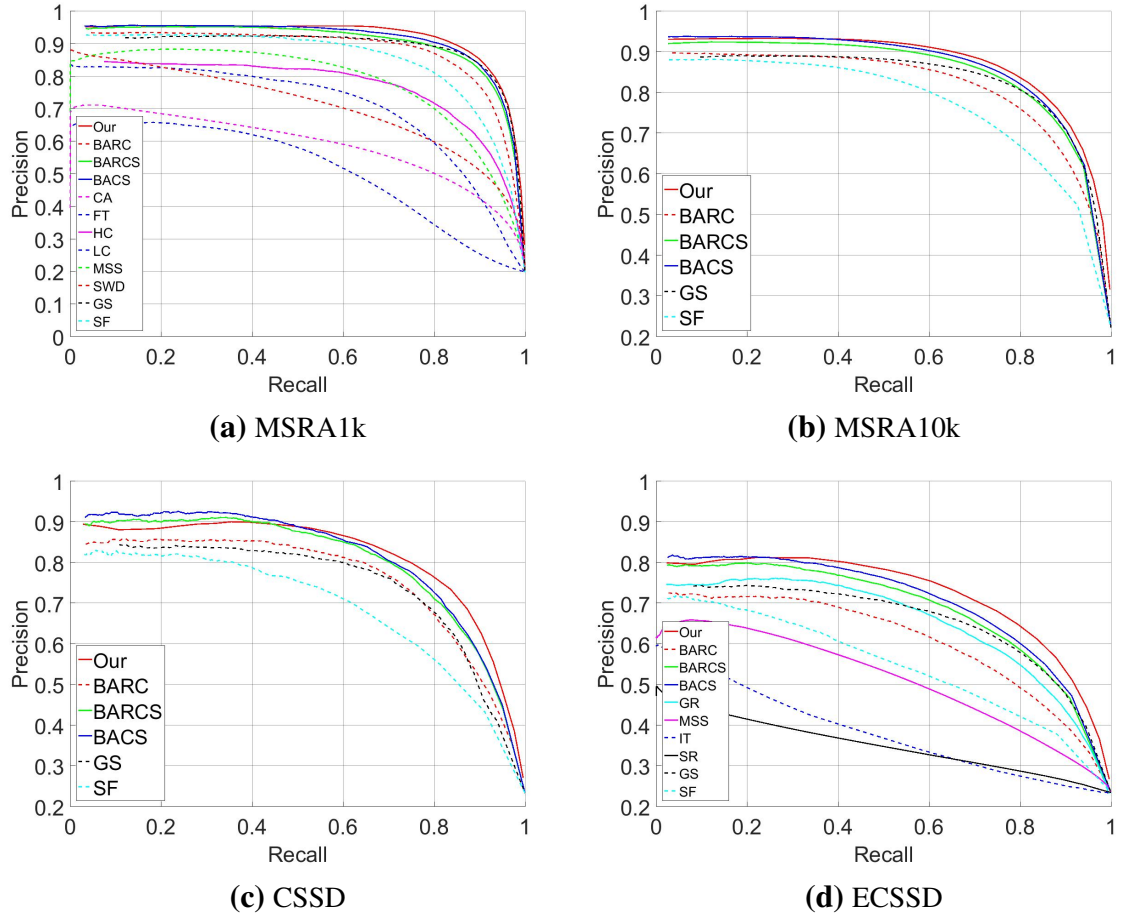 1
0.9
0.8
0.7
0.6
0.5
0.4
0.3
0.2
0.1
0
Precision
Our
BARC
BARCS
BACS
CA
FT
HC
LC
MSS
SWD
GS
SF
0 0.2 0.4 0.6 0.8 1
Recall
(a) MSRA1k
1
0.9
0.8
0.7
0.6
0.5
0.4
0.3
0.2
Precision
Our
BARC
BARCS
BACS
GS
SF
0 0.2 0.4 0.6 0.8 1
Recall
(b) MSRA10k
1
0.9
0.8
0.7
0.6
0.5
0.4
0.3
0.2
Precision
Our
BARC
BARCS
BACS
GS
SF
0 0.2 0.4 0.6 0.8 1
Recall
(c) CSSD
1
0.9
0.8
0.7
0.6
0.5
0.4
0.3
0.2
Precision
Our
BARC
BARCS
BACS
GR
MSS
IT
SR
GS
SF
0 0.2 0.4 0.6 0.8 1
Recall
(d) ECSSD